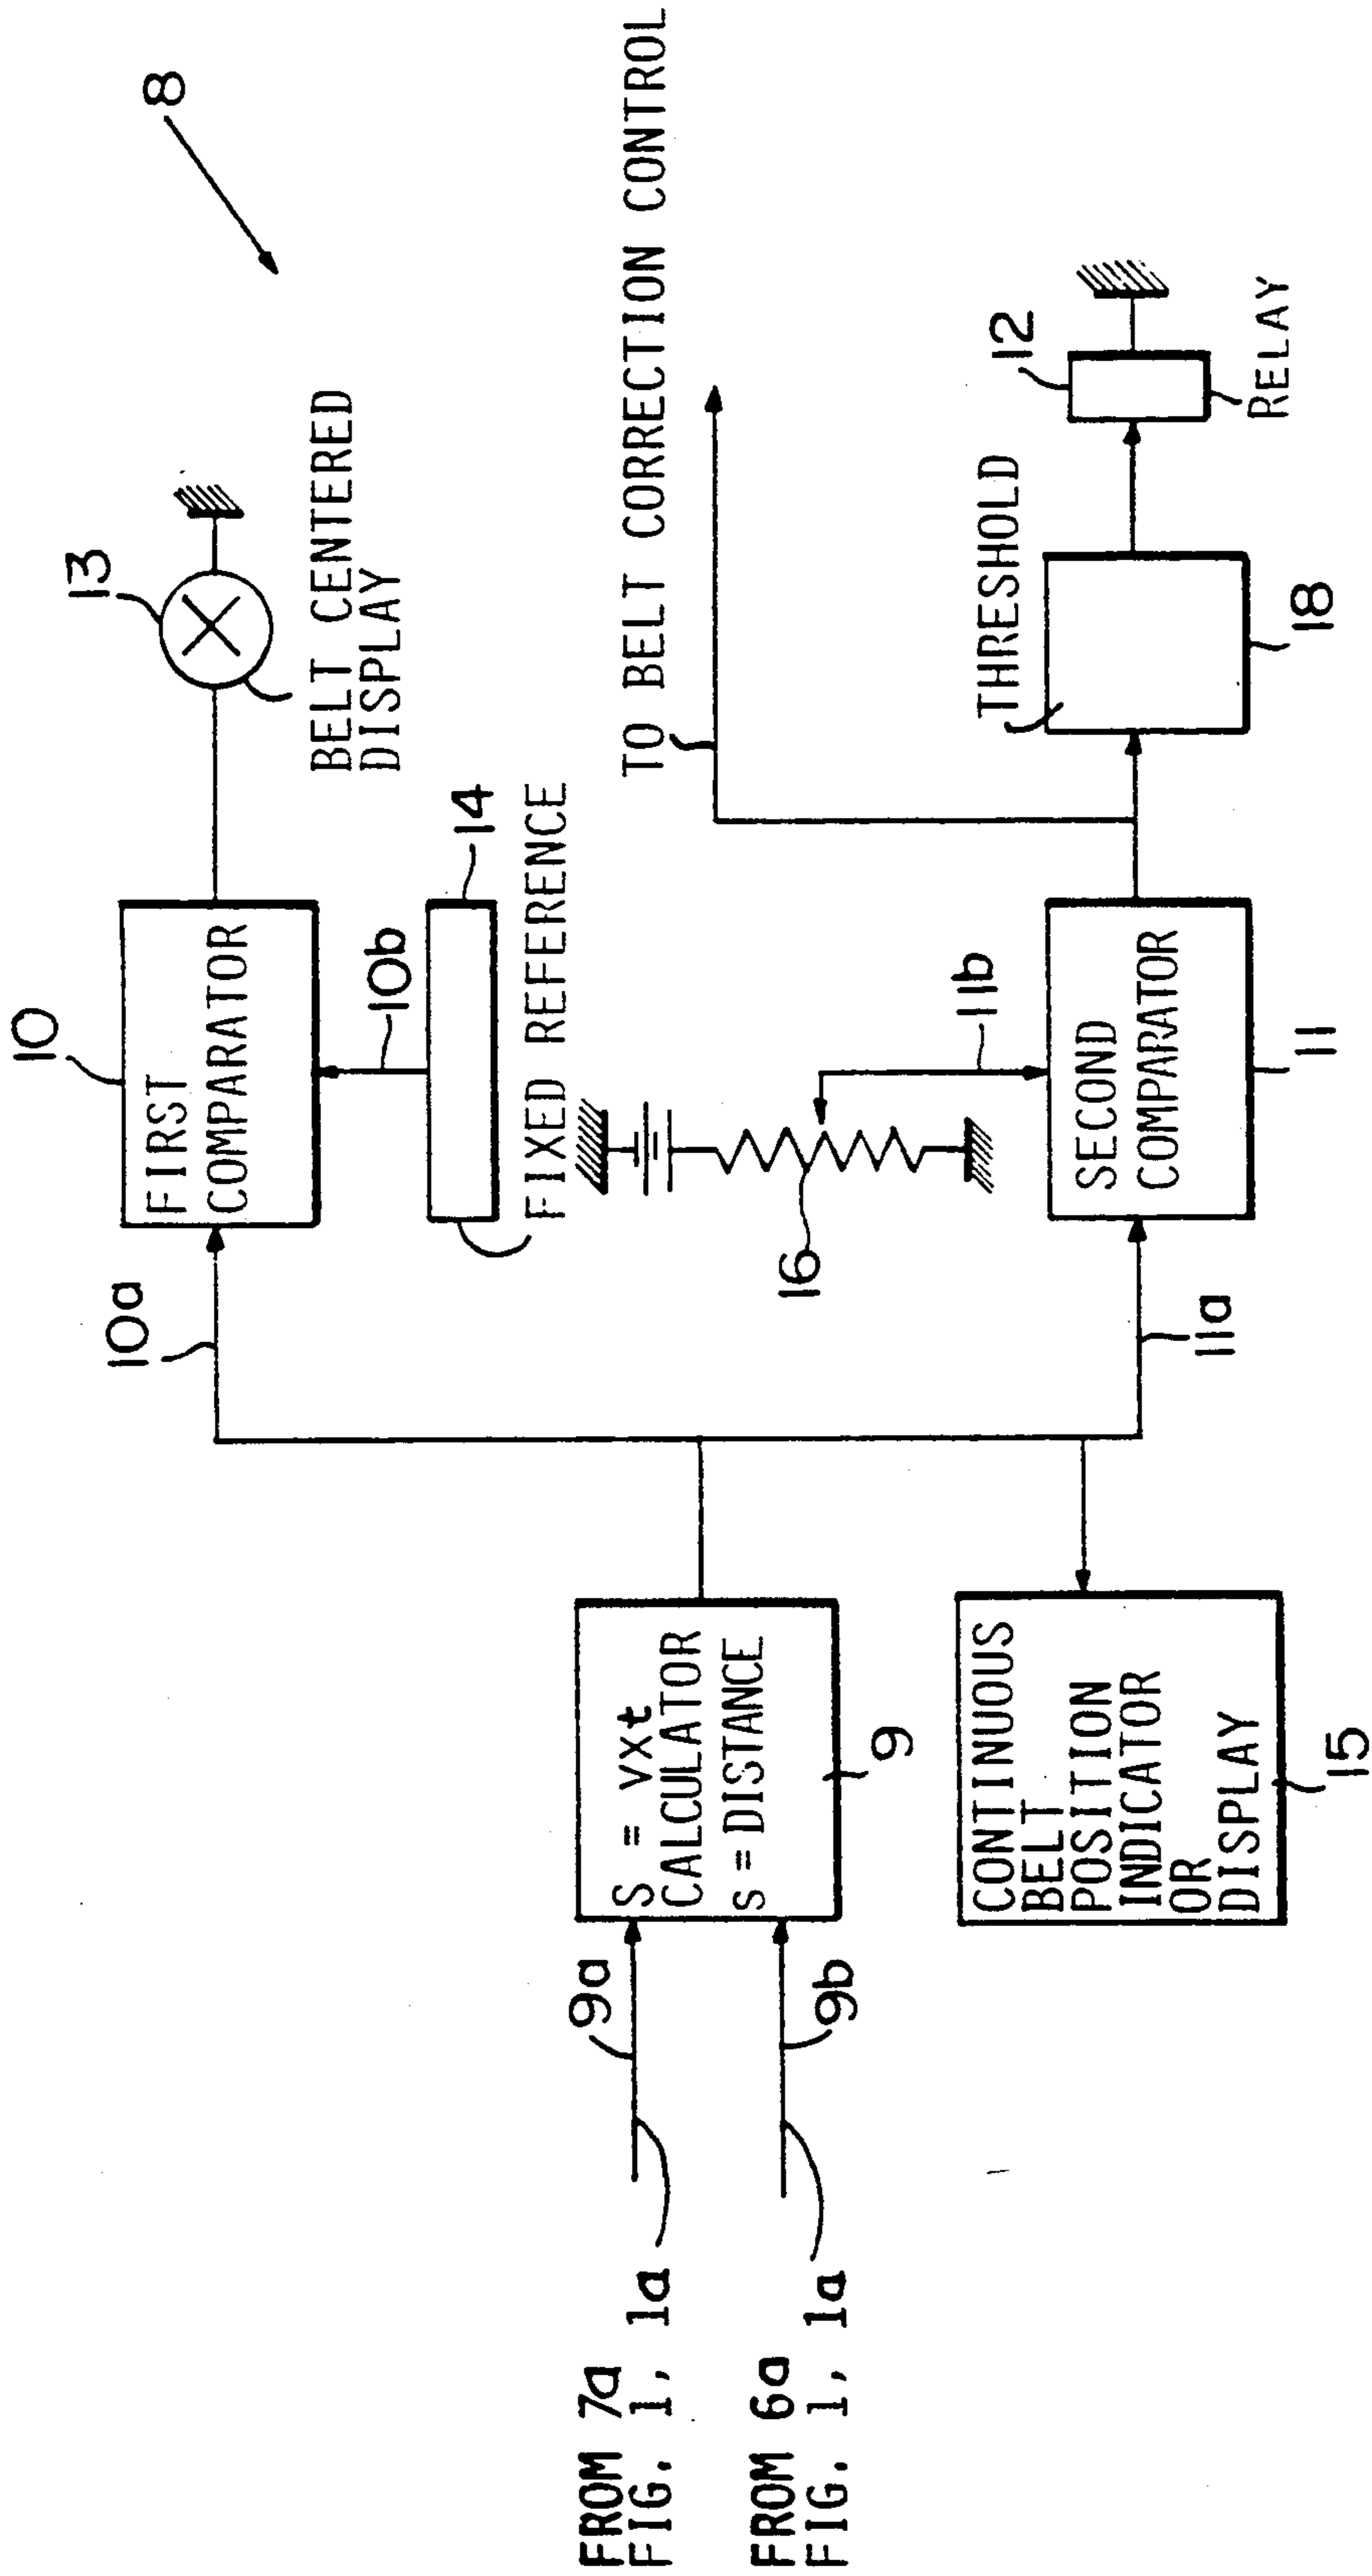 8
10
FIRST
COMPARATOR
10a
10b
13
BELT CENTERED
DISPLAY
14
FIXED REFERENCE
TO BELT CORRECTION CONTROL
FROM 7a
FIG. 1, 1a
9a
FROM 6a
FIG. 1, 1a
9b
S = vxt
CALCULATOR
s = DISTANCE
9
16
11b
SECOND
COMPARATOR
11
11a
THRESHOLD
18
12
RELAY
CONTINUOUS
BELT
POSITION
INDICATOR
OR
DISPLAY
15